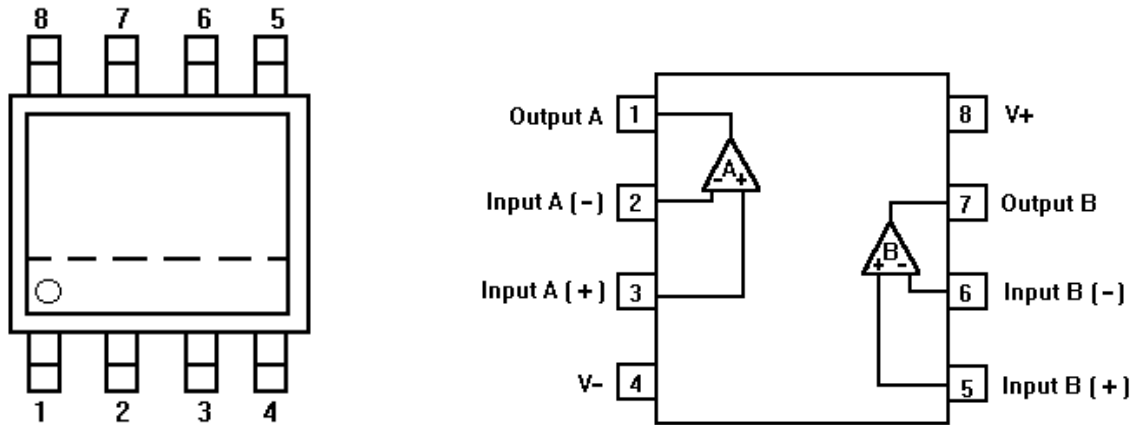 8 7 6 5
1 2 3 4
Output A 1 8 V+
-A+
Input A (-) 2 7 Output B
B
+ -
Input A (+) 3 6 Input B (-)
V- 4 5 Input B (+)